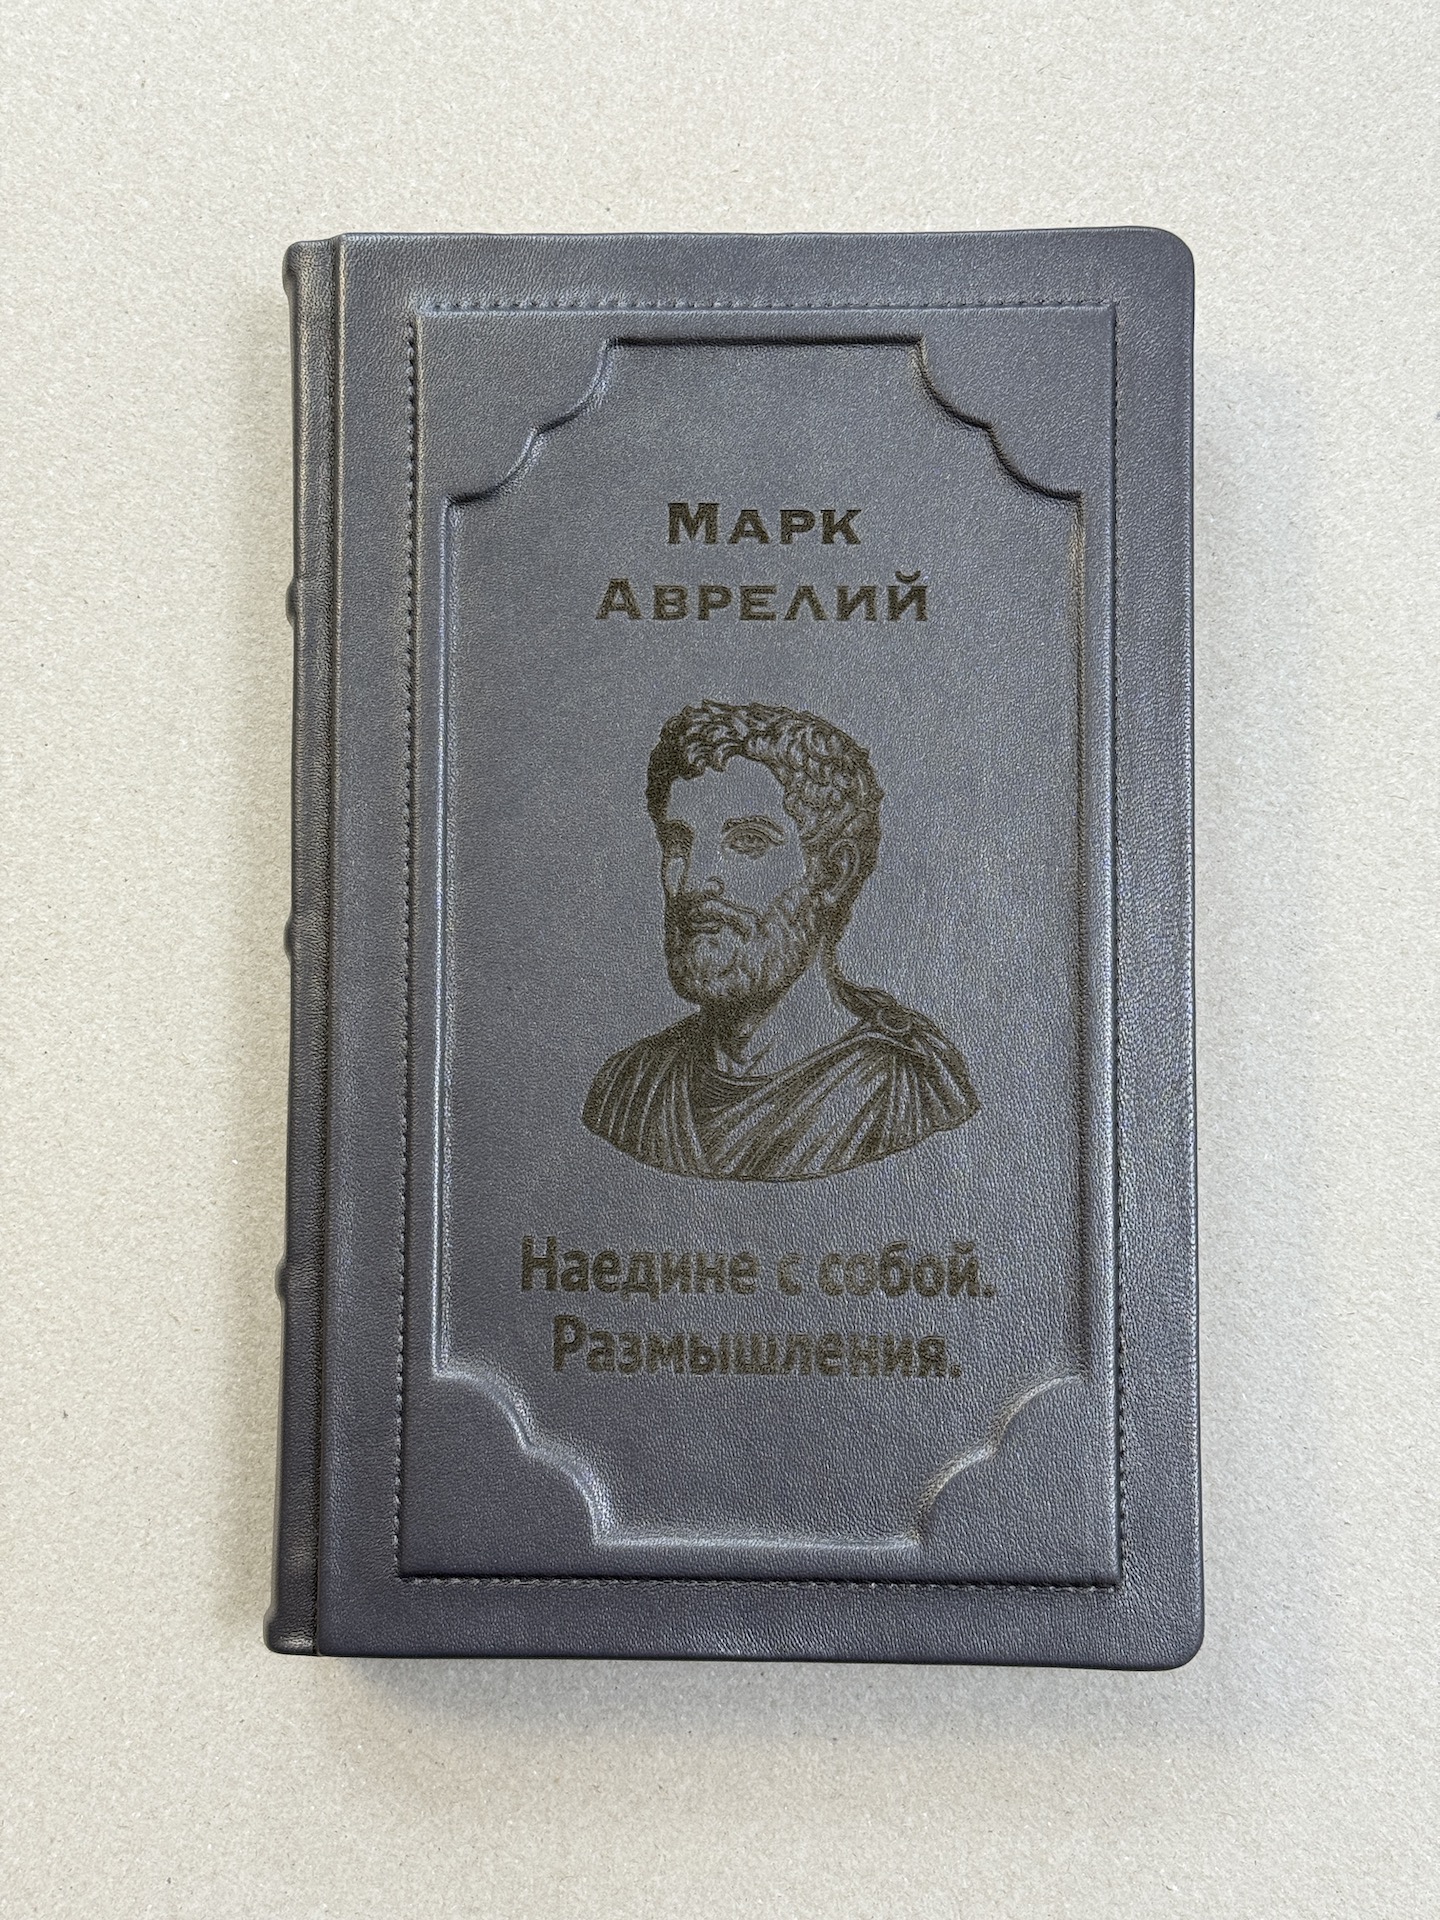 Марк
Аврелий
Наедине с собой.
Размышления.